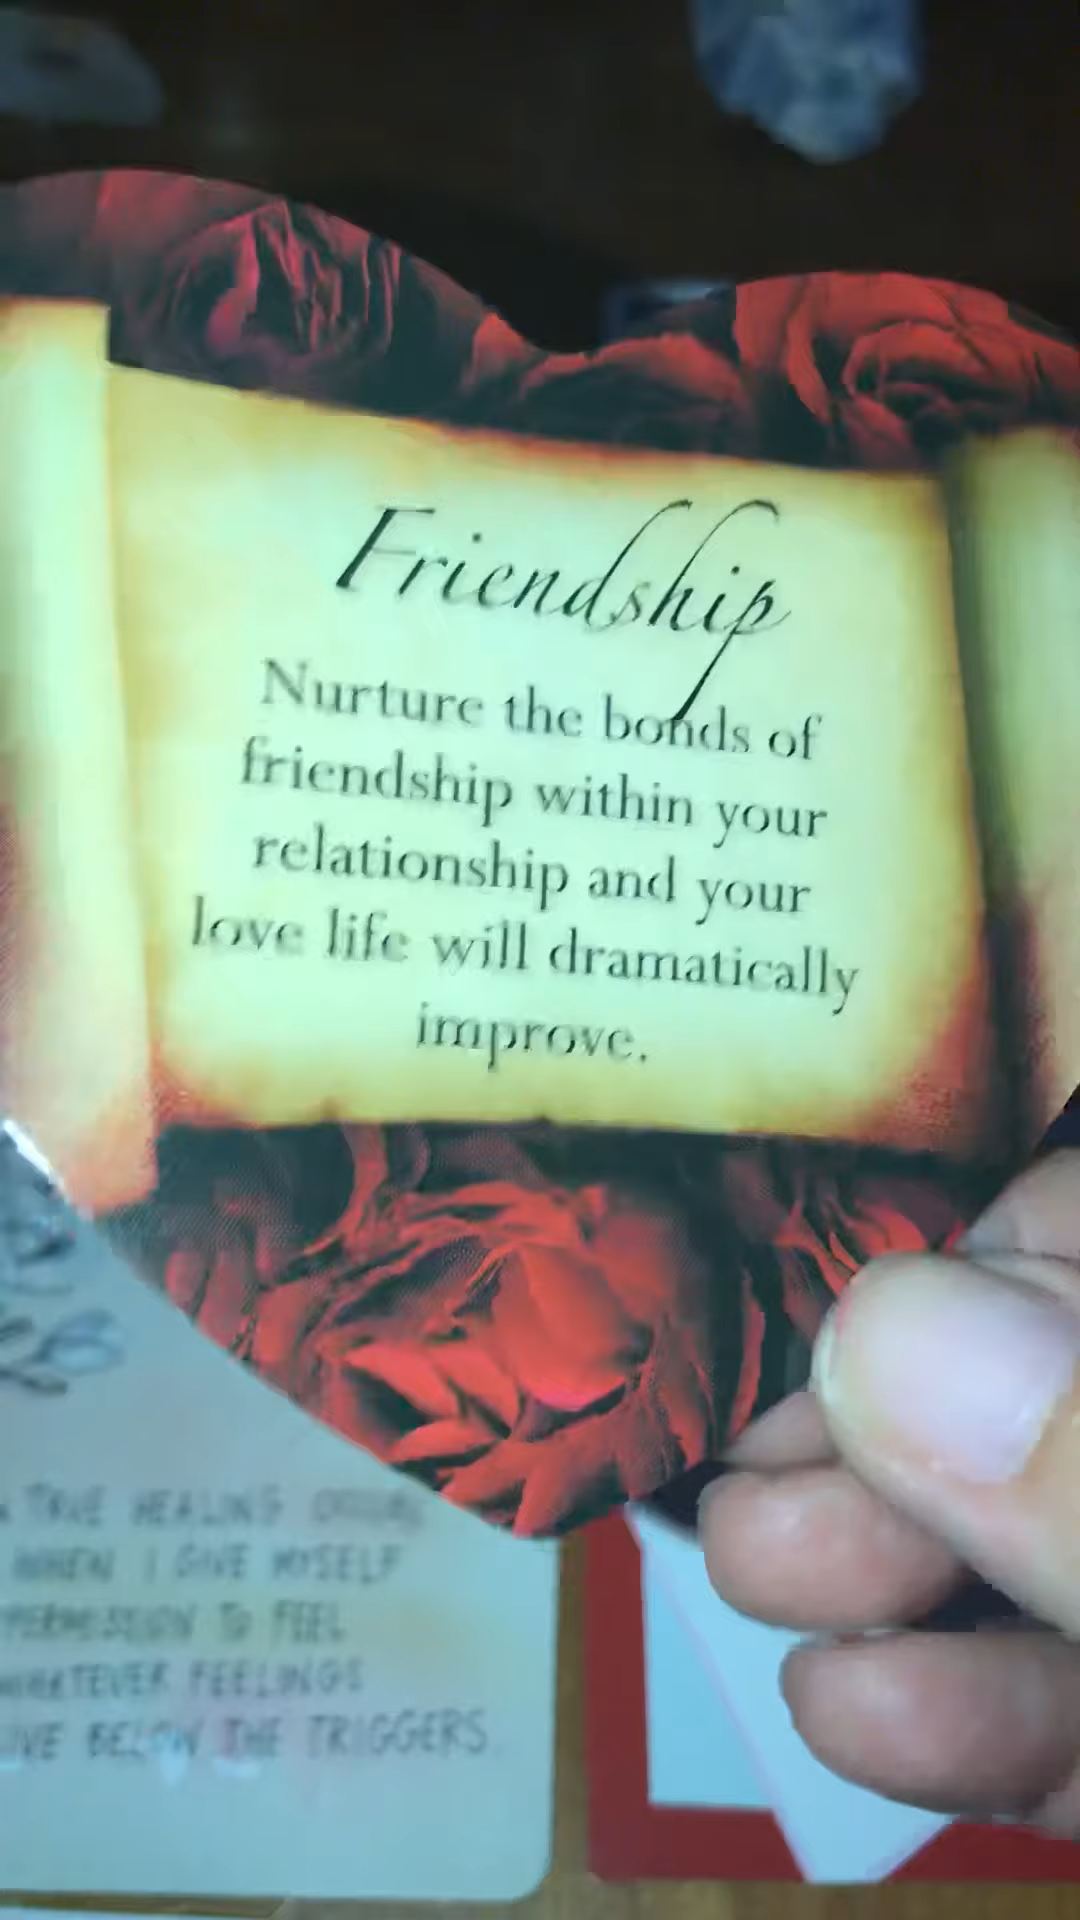 Friendship
Nurture the bonds of
friendship within your
relationship and your
love life will dramatically
improve.
TRUE HEALING
WHEN I GIVE MYSELF
PERMISSION TO FEEL
WHATEVER FEELINGS
BELOW THE TRIGGERS.